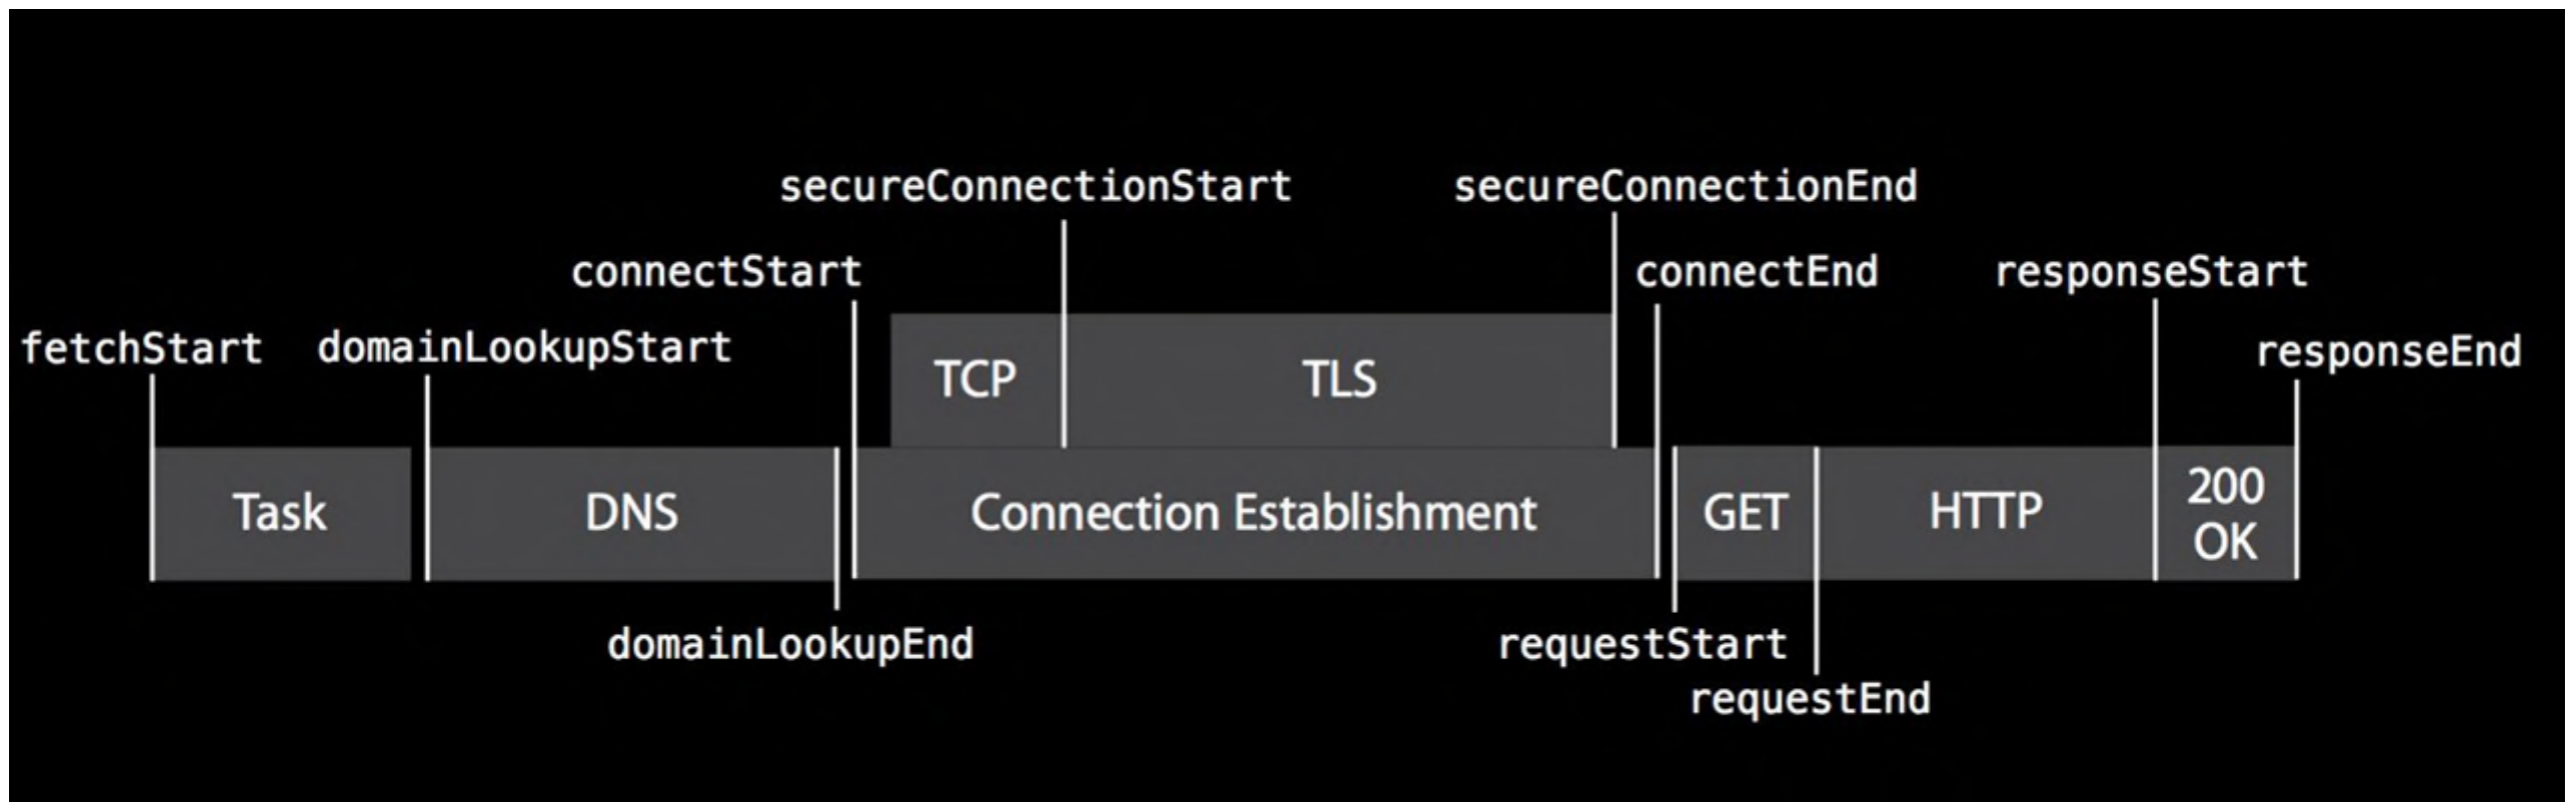 secureConnectionStart
secureConnectionEnd
connectStart
connectEnd
responseStart
fetchStart
domainLookupStart
responseEnd
TCP
TLS
Task
DNS
Connection Establishment
GET
HTTP
200
OK
domainLookupEnd
requestStart
requestEnd